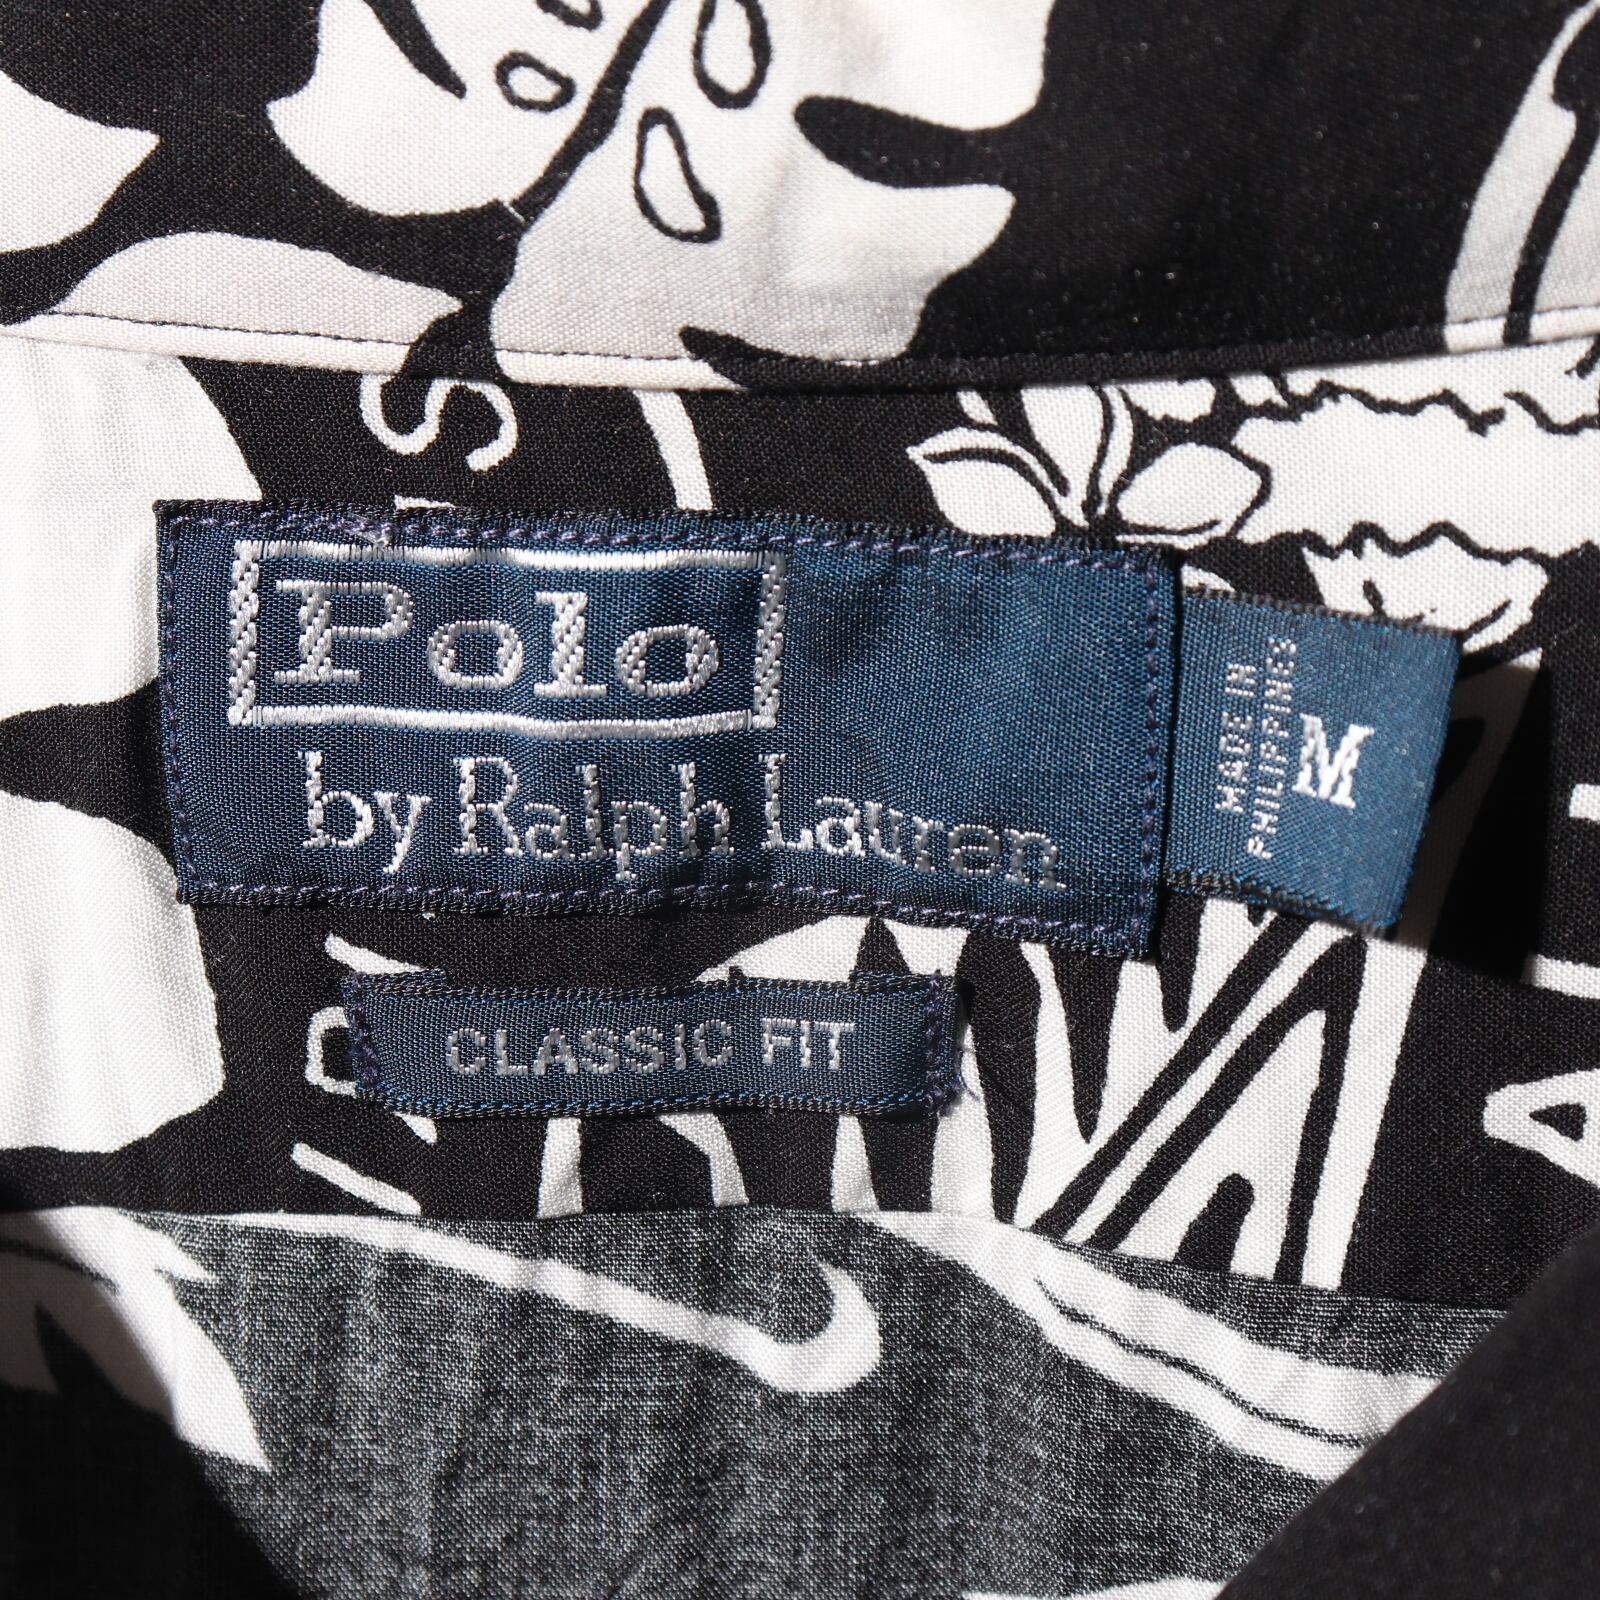 Polo
by Ralph Lauren
MADE IN
PHILIPPINES
M
CLASSIC FIT